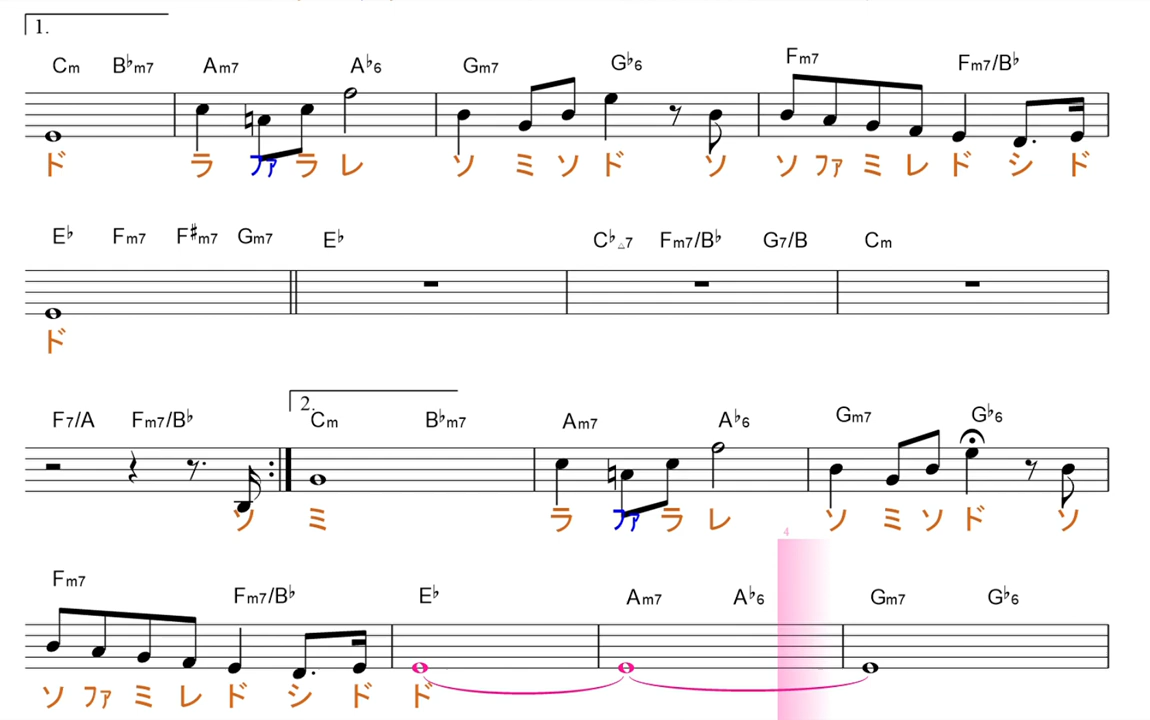 1.
Cm B♭m7 Am7 A♭6 Gm7 G♭6 Fm7 Fm7/B♭
ド ラ ファ ラ レ ソ ミ ソ ド ソ ソ ファ ミ レ ド シ ド
E♭ Fm7 F♯m7 Gm7 E♭ C♭△7 Fm7/B♭ G7/B Cm
ド
2.
F7/A Fm7/B♭ Cm B♭m7 Am7 A♭6 Gm7 G♭6
ソ ミ ラ ファ ラ レ ソ ミ ソ ド ソ
4
Fm7 Fm7/B♭ E♭ Am7 A♭6 Gm7 G♭6
ソ ファ ミ レ ド シ ド ド